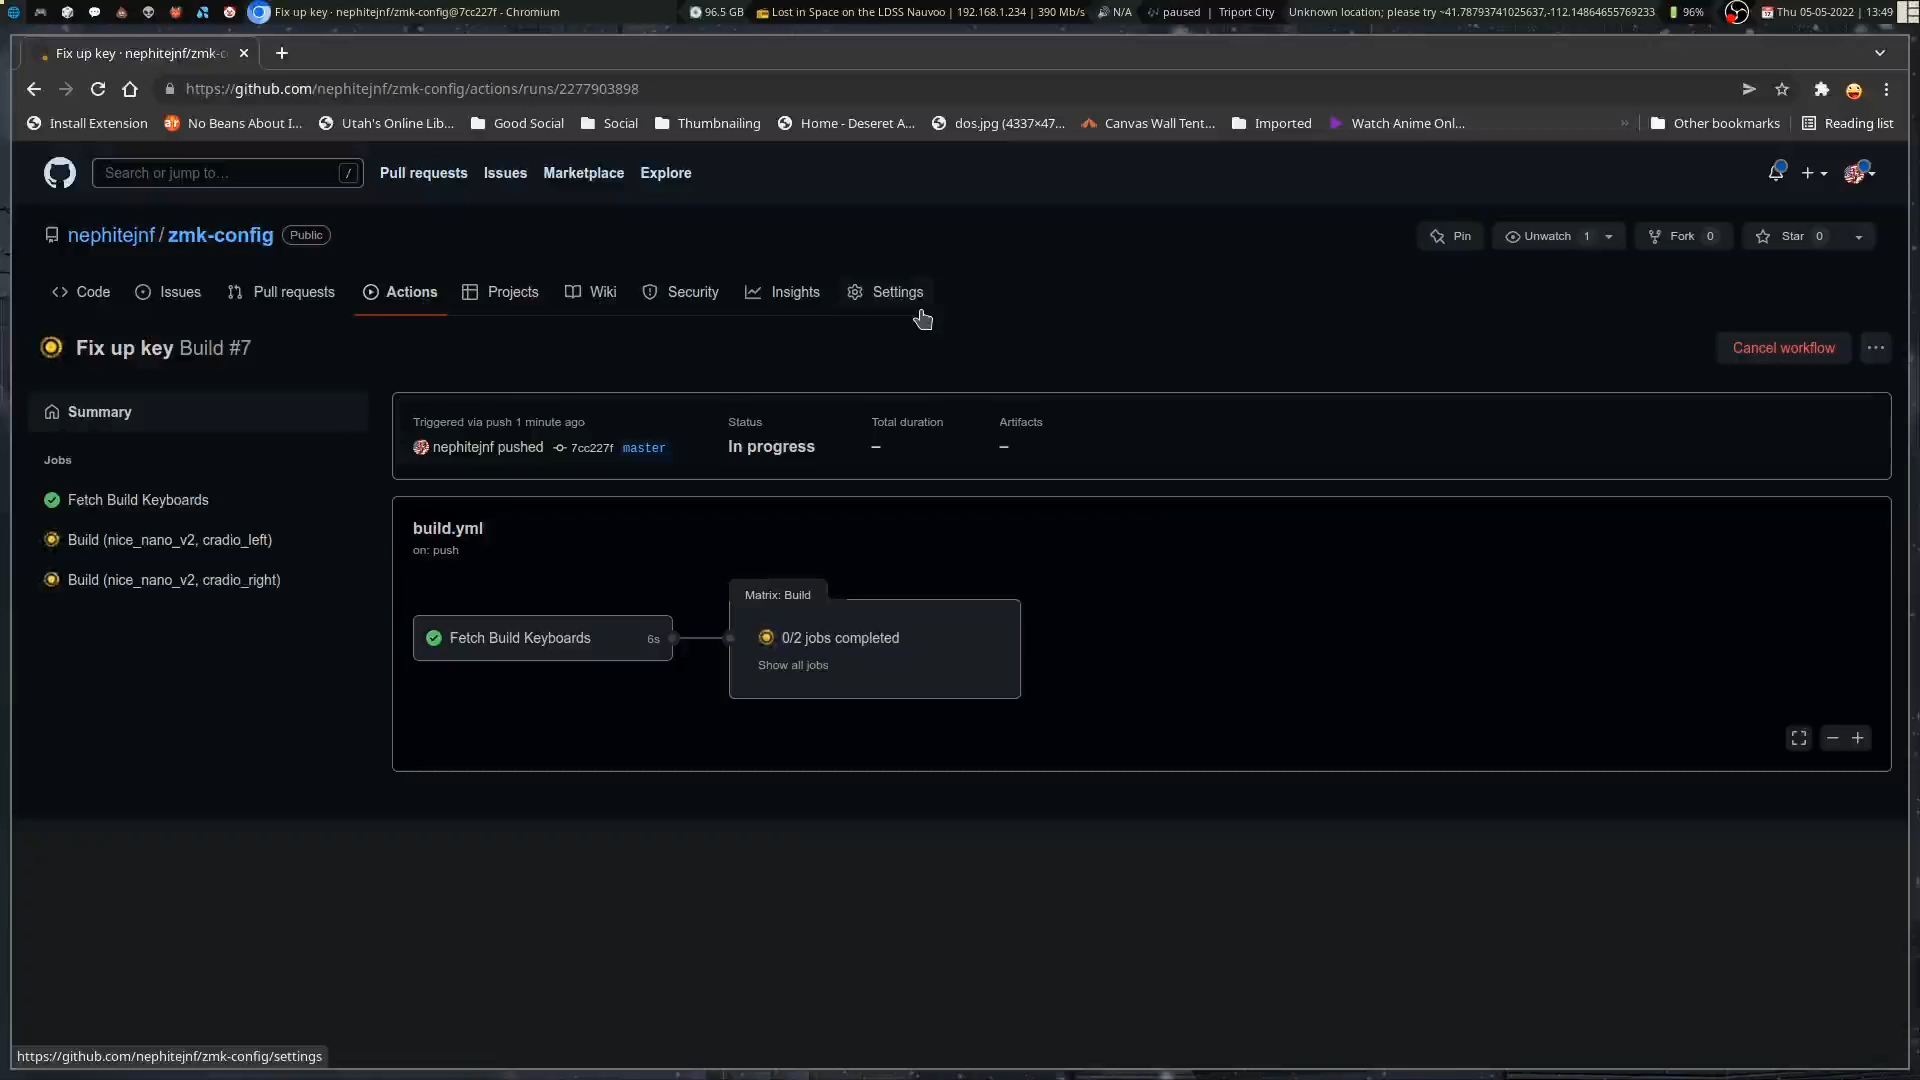 Fix up key · nephitejnf/zmk-config@7cc227f - Chromium
96.5 GB
Lost in Space on the LDSS Nauvoo | 192.168.1.234 | 390 Mb/s
N/A
paused | Triport City
Unknown location; please try ~41.78793741025637,-112.14864655769233
96%
Thu 05-05-2022 | 13:49
Fix up key · nephitejnf/zmk-c
https://github.com/nephitejnf/zmk-config/actions/runs/2277903898
Install Extension
No Beans About I...
Utah's Online Lib...
Good Social
Social
Thumbnailing
Home - Deseret A...
dos.jpg (4337×47...
Canvas Wall Tent...
Imported
Watch Anime Onl...
»
Other bookmarks
Reading list
Search or jump to...
/
Pull requests
Issues
Marketplace
Explore
nephitejnf / zmk-config
Public
Pin
Unwatch 1
Fork 0
Star 0
Code
Issues
Pull requests
Actions
Projects
Wiki
Security
Insights
Settings
Fix up key Build #7
Cancel workflow
Summary
Jobs
Fetch Build Keyboards
Build (nice_nano_v2, cradio_left)
Build (nice_nano_v2, cradio_right)
Triggered via push 1 minute ago
nephitejnf pushed 7cc227f master
Status
In progress
Total duration
–
Artifacts
–
build.yml
on: push
Fetch Build Keyboards 6s
Matrix: Build
0/2 jobs completed
Show all jobs
https://github.com/nephitejnf/zmk-config/settings